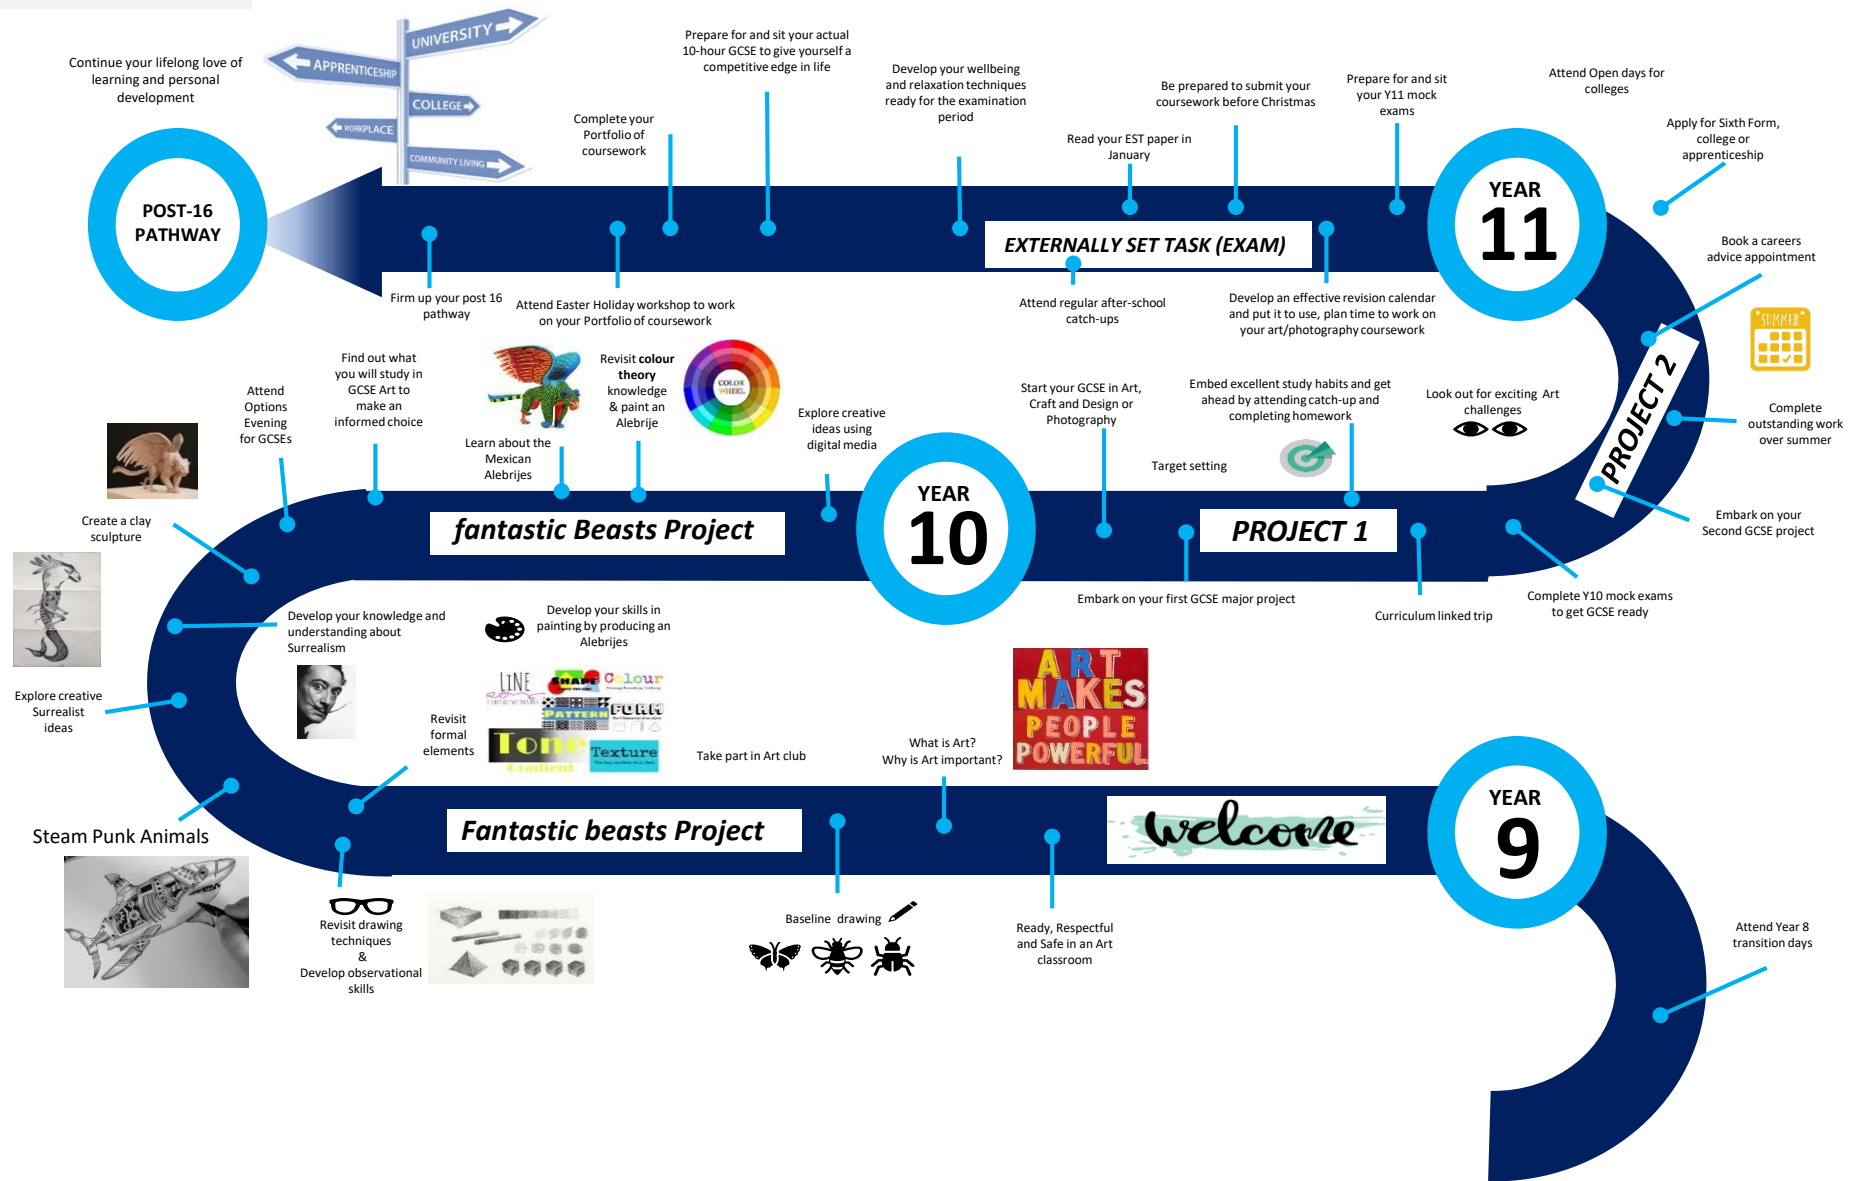 UNIVERSITY
APPRENTICESHIP
COLLEGE
WORKPLACE
COMMUNITY LIVING
Continue your lifelong love of
learning and personal
development
POST-16
PATHWAY
Complete your
Portfolio of
coursework
Prepare for and sit your actual
10-hour GCSE to give yourself a
competitive edge in life
Develop your wellbeing
and relaxation techniques
ready for the examination
period
Read your EST paper in
January
Be prepared to submit your
coursework before Christmas
Prepare for and sit
your Y11 mock
exams
Attend Open days for
colleges
Apply for Sixth Form,
college or
apprenticeship
YEAR
11
EXTERNALLY SET TASK (EXAM)
Book a careers
advice appointment
Firm up your post 16
pathway
Attend Easter Holiday workshop to work
on your Portfolio of coursework
Attend regular after-school
catch-ups
Develop an effective revision calendar
and put it to use, plan time to work on
your art/photography coursework
SUMMER
PROJECT 2
Complete
outstanding work
over summer
Embark on your
Second GCSE project
Attend
Options
Evening
for GCSEs
Find out what
you will study in
GCSE Art to
make an
informed choice
Learn about the
Mexican
Alebrijes
Revisit colour
theory
knowledge
& paint an
Alebrije
COLOR
WHEEL
Explore creative
ideas using
digital media
YEAR
10
Start your GCSE in Art,
Craft and Design or
Photography
Target setting
Embed excellent study habits and get
ahead by attending catch-up and
completing homework
Look out for exciting Art
challenges
fantastic Beasts Project
PROJECT 1
Create a clay
sculpture
Embark on your first GCSE major project
Curriculum linked trip
Complete Y10 mock exams
to get GCSE ready
Develop your knowledge and
understanding about
Surrealism
Develop your skills in
painting by producing an
Alebrijes
Explore creative
Surrealist
ideas
Revisit
formal
elements
LINE
SHAPE
Colour
PATTERN
FORM
Tone
Gradient
Texture
Take part in Art club
What is Art?
Why is Art important?
ART
MAKES
PEOPLE
POWERFUL
Steam Punk Animals
Fantastic beasts Project
welcome
YEAR
9
Revisit drawing
techniques
&
Develop observational
skills
Baseline drawing
Ready, Respectful
and Safe in an Art
classroom
Attend Year 8
transition days